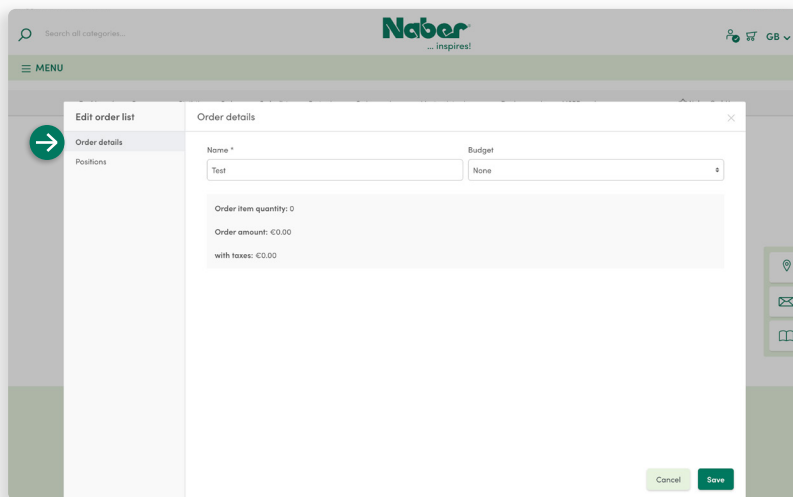 Search all categories...
Naber
... inspires!
GB
MENU
Edit order list
Order details
Order details
Positions
Name *
Budget
Test
None
Order item quantity: 0
Order amount: €0.00
with taxes: €0.00
Cancel
Save